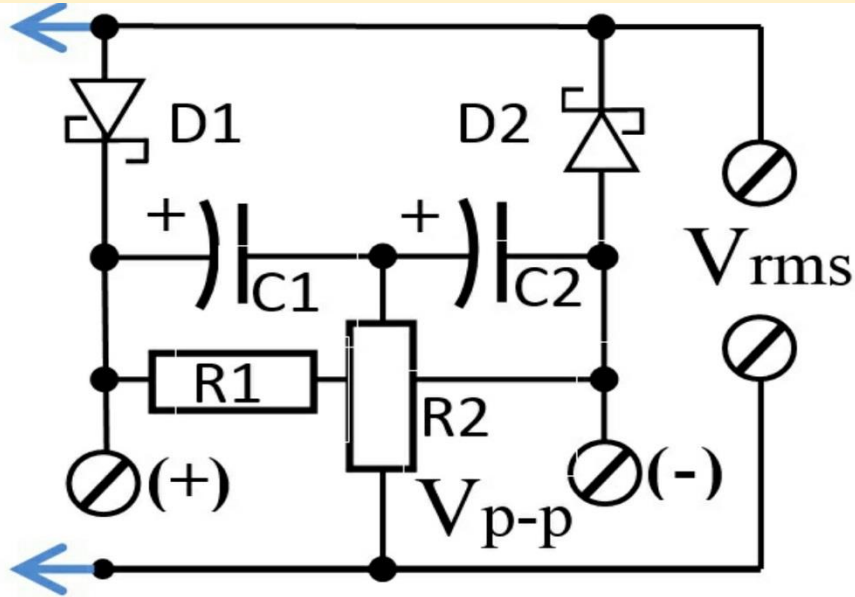 D1 D2
+ +
Vrms
C1 C2
R1
R2
(+) (-)
Vp-p